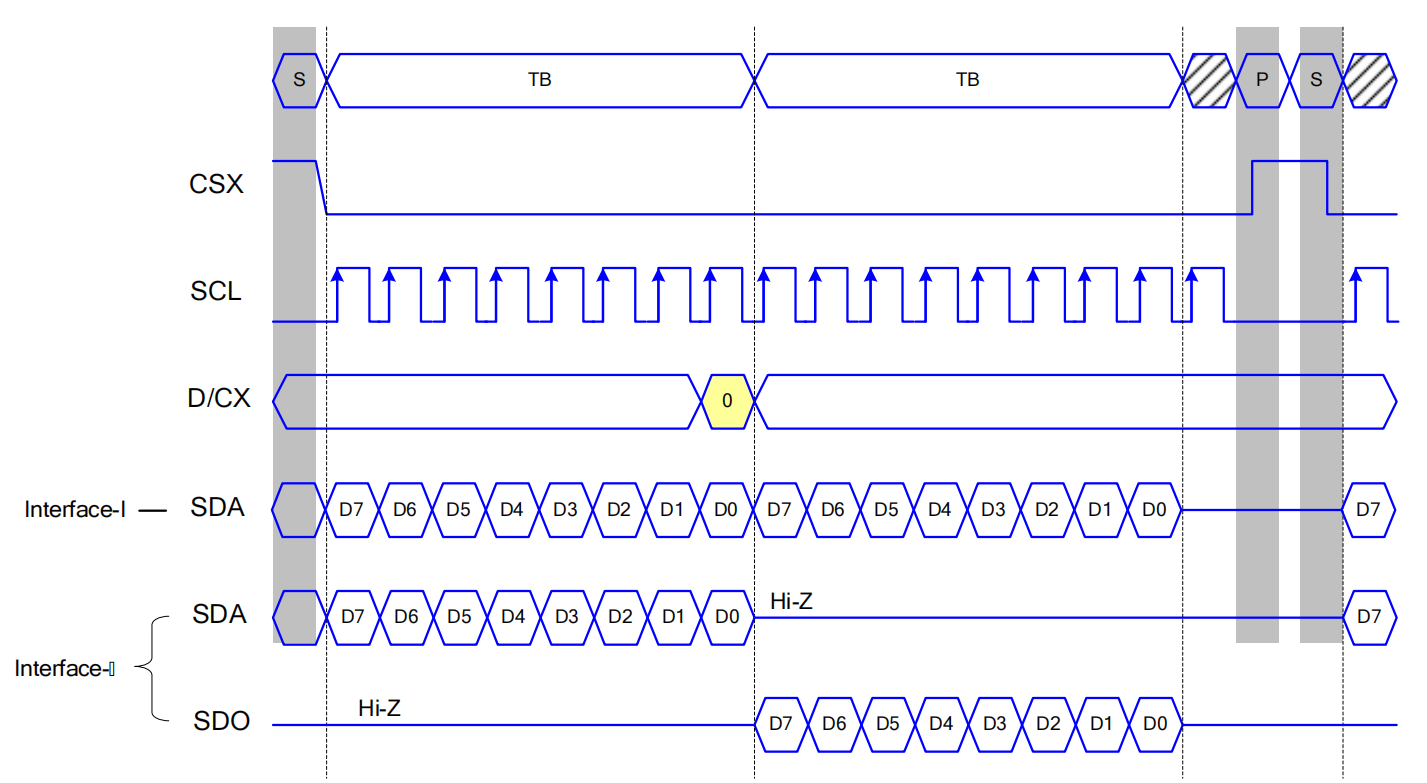 S TB TB P S
CSX
SCL
D/CX 0
Interface-I SDA D7 D6 D5 D4 D3 D2 D1 D0 D7 D6 D5 D4 D3 D2 D1 D0 D7
SDA D7 D6 D5 D4 D3 D2 D1 D0 Hi-Z D7
Interface-
Hi-Z
SDO D7 D6 D5 D4 D3 D2 D1 D0